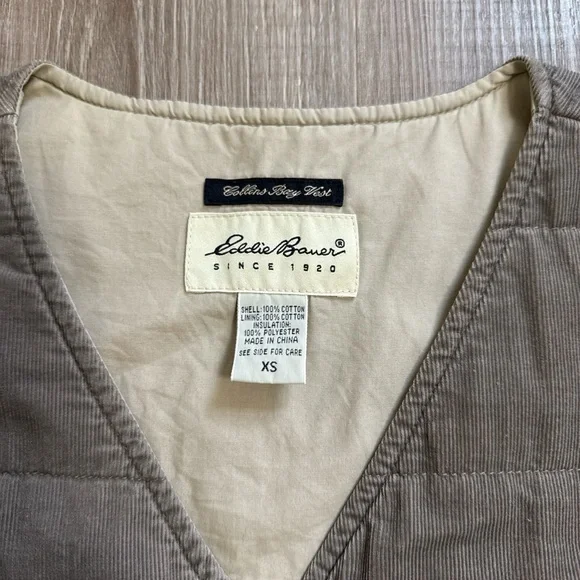 Collins Bay Vest
Eddie Bauer®
SINCE 1920
SHELL: 100% COTTON
LINING: 100% COTTON
INSULATION:
100% POLYESTER
MADE IN CHINA
SEE SIDE FOR CARE
XS